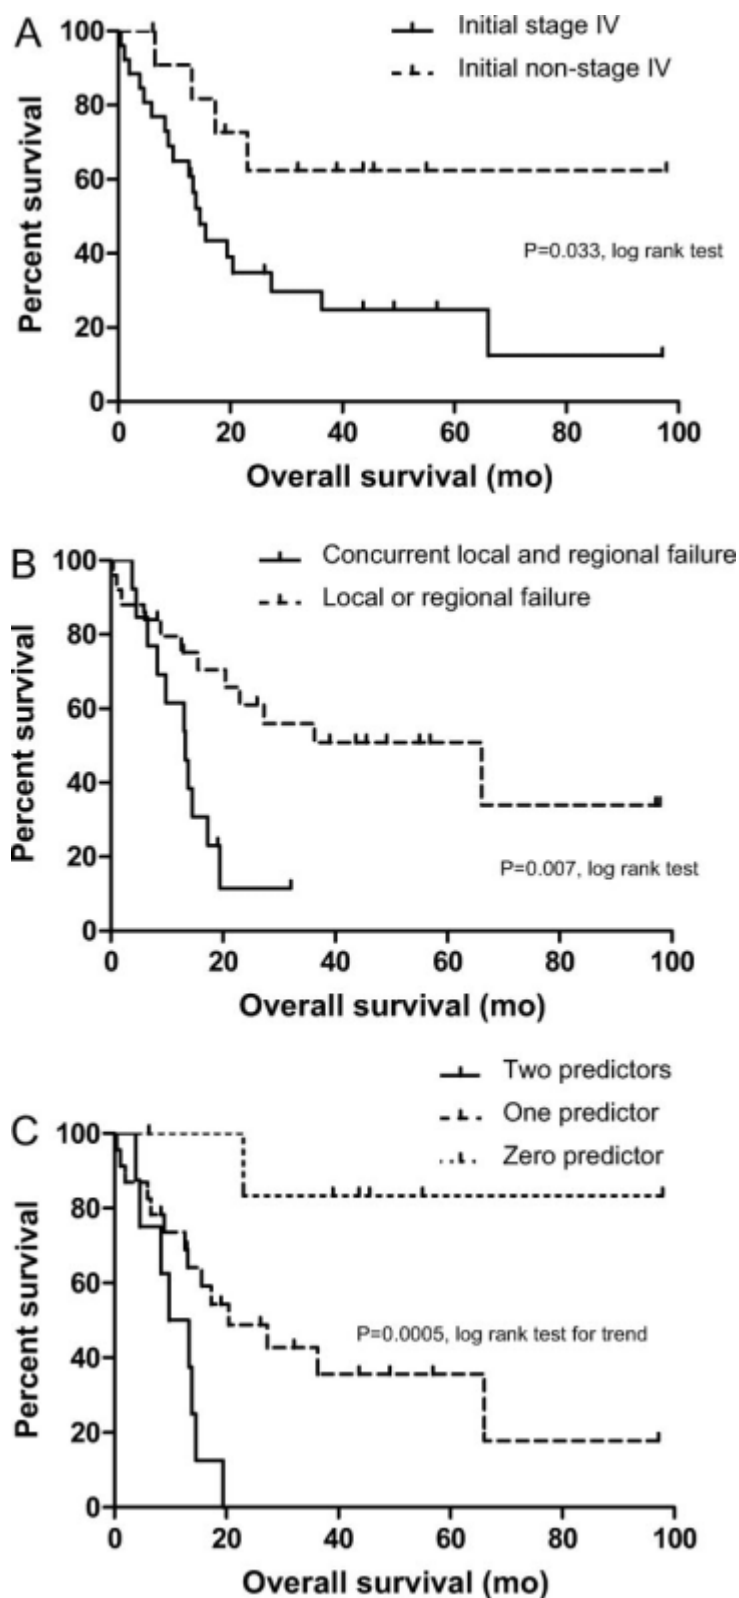 A
Initial stage IV
Initial non-stage IV
100
80
60
40
20
0
Percent survival
P=0.033, log rank test
0 20 40 60 80 100
Overall survival (mo)
B
Concurrent local and regional failure
Local or regional failure
100
80
60
40
20
0
Percent survival
P=0.007, log rank test
0 20 40 60 80 100
Overall survival (mo)
C
Two predictors
One predictor
Zero predictor
100
80
60
40
20
0
Percent survival
P=0.0005, log rank test for trend
0 20 40 60 80 100
Overall survival (mo)